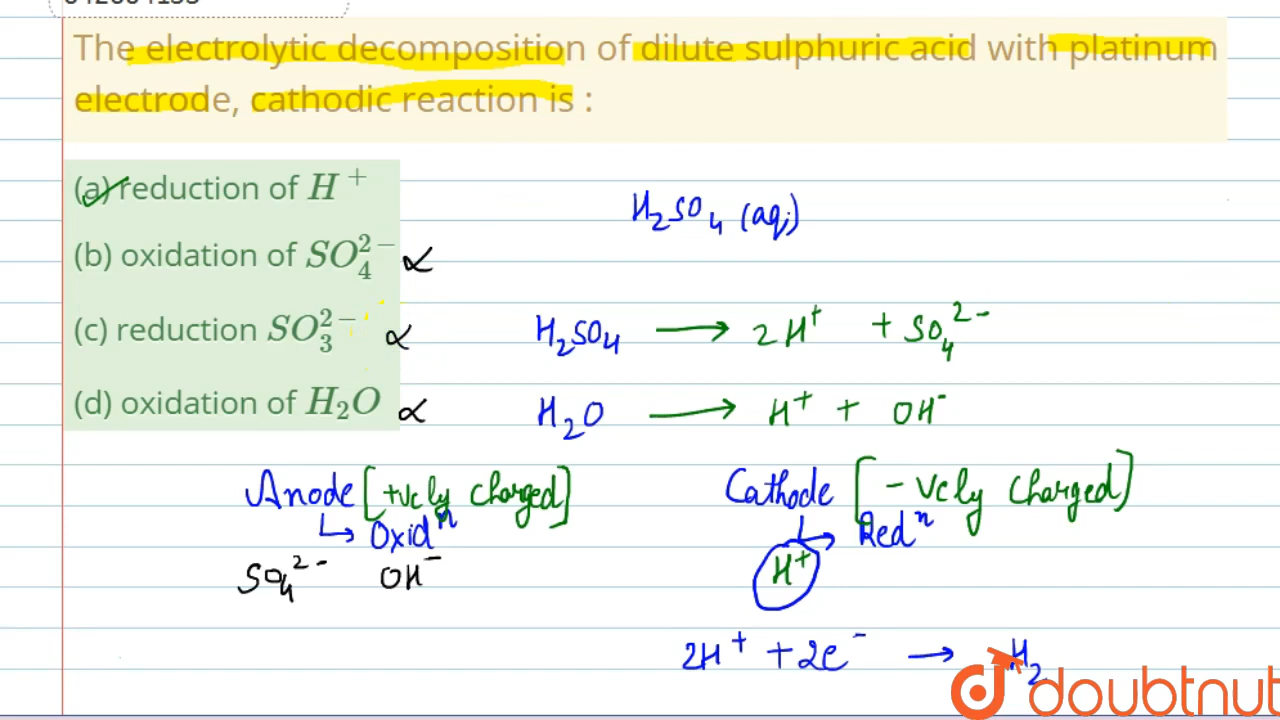 The electrolytic decomposition of dilute sulphuric acid with platinum
electrode, cathodic reaction is :
(a) reduction of H⁺
H₂SO₄ (aq)
(b) oxidation of SO₄²⁻
(c) reduction SO₃²⁻
H₂SO₄ ⟶ 2H⁺ + SO₄²⁻
(d) oxidation of H₂O
H₂O ⟶ H⁺ + OH⁻
Anode [+vely charged]
Cathode [-vely charged]
↳ Oxidⁿ
↳ Redⁿ
SO₄²⁻ OH⁻
H⁺
2H⁺ + 2e⁻ ⟶ H₂
doubtnut